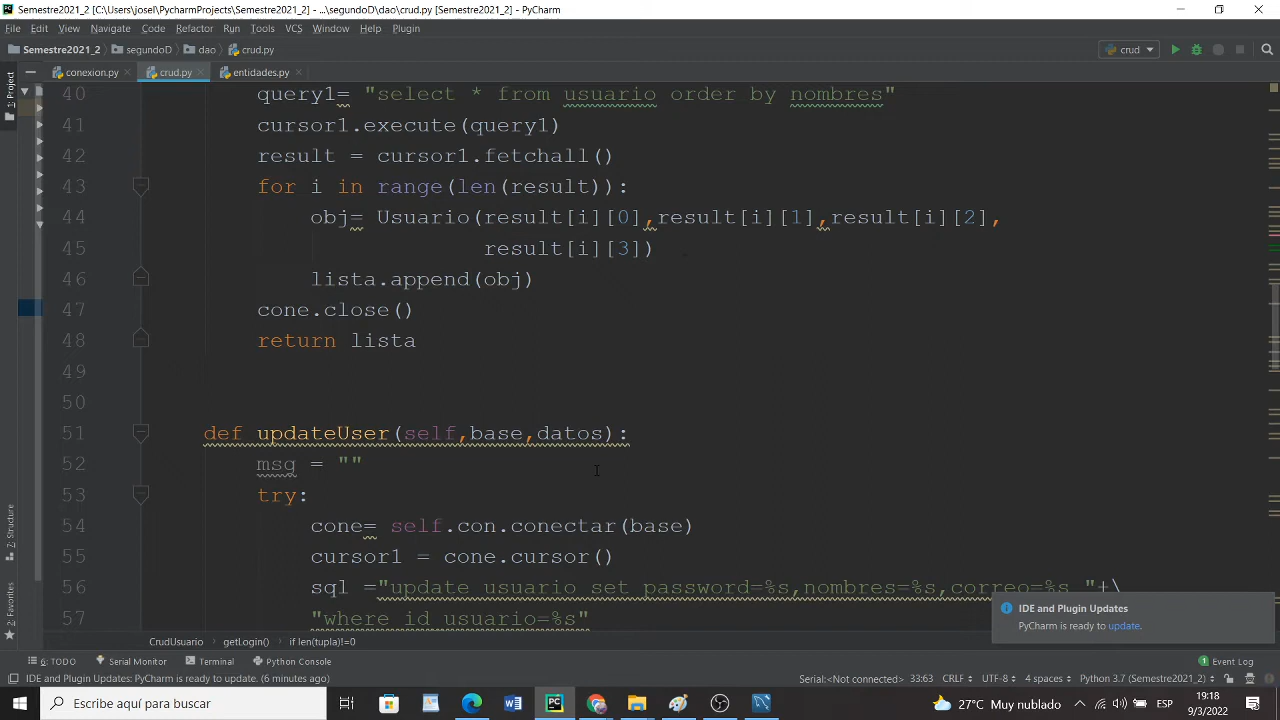 Semestre2021_2 [C:\Users\josel\PycharmProjects\Semestre2021_2] - ...\segundoD\dao\crud.py [Semestre2021_2] - PyCharm
File Edit View Navigate Code Refactor Run Tools VCS Window Help Plugin
Semestre2021_2 segundoD dao crud.py
crud
conexion.py crud.py entidades.py
1: Project
40 query1= "select * from usuario order by nombres"
41 cursor1.execute(query1)
42 result = cursor1.fetchall()
43 for i in range(len(result)):
44 obj= Usuario(result[i][0],result[i][1],result[i][2],
45 result[i][3])
46 lista.append(obj)
47 cone.close()
48 return lista
49
50
51 def updateUser(self,base,datos):
52 msg = ""
53 try:
54 cone= self.con.conectar(base)
55 cursor1 = cone.cursor()
56 sql ="update usuario set password=%s,nombres=%s,correo=%s "+\
57 "where id_usuario=%s"
7: Structure
2: Favorites
IDE and Plugin Updates
PyCharm is ready to update.
CrudUsuario getLogin() if len(tupla)!=0
6: TODO Serial Monitor Terminal Python Console
1 Event Log
IDE and Plugin Updates: PyCharm is ready to update. (6 minutes ago)
Serial:<Not connected> 33:63 CRLF UTF-8 4 spaces Python 3.7 (Semestre2021_2)
Escribe aquí para buscar
27°C Muy nublado
ESP
19:18
9/3/2022